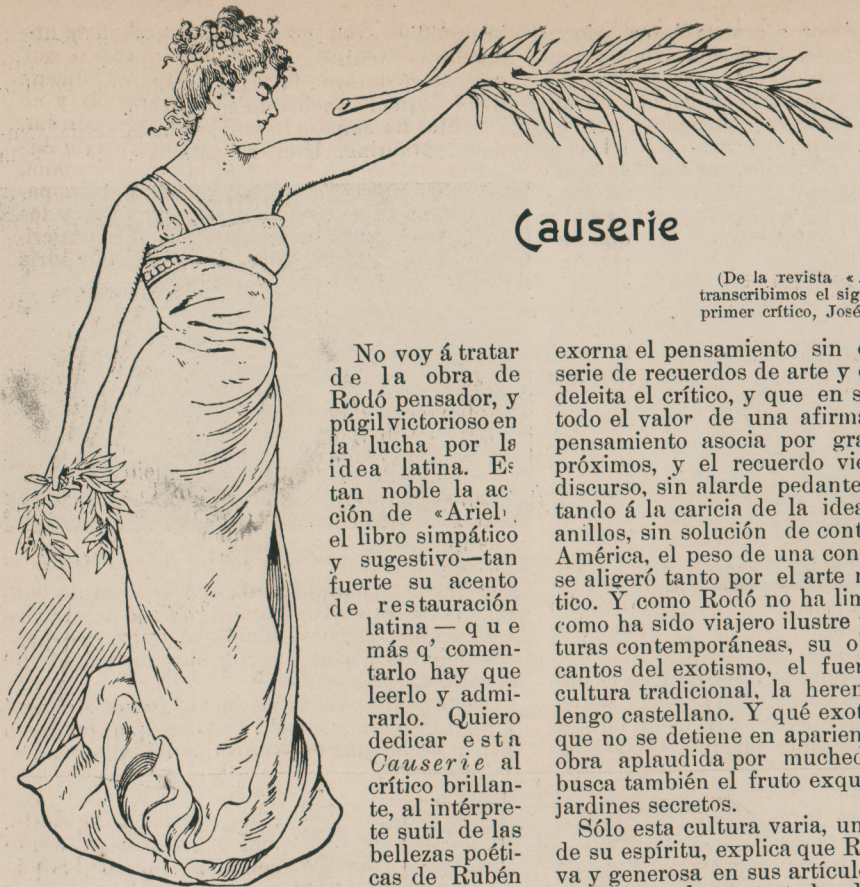 Causerie
(De la revista «
transcribimos el sig
primer crítico, José
No voy á tratar
de la obra de
Rodó pensador, y
púgil victorioso en
la lucha por la
idea latina. Es
tan noble la ac
ción de «Ariel»
el libro simpático
y sugestivo—tan
fuerte su acento
de restauración
latina — que
más q' comen-
tarlo hay que
leerlo y admi-
rarlo. Quiero
dedicar esta
Causerie al
crítico brillan-
te, al intérpre-
te sutil de las
bellezas poéti-
cas de Rubén
exorna el pensamiento sin
serie de recuerdos de arte y
deleita el crítico, y que en s
todo el valor de una afirma
pensamiento asocia por gra
próximos, y el recuerdo vie
discurso, sin alarde pedante
tando á la caricia de la idea
anillos, sin solución de cont
América, el peso de una con
se aligeró tanto por el arte
tico. Y como Rodó no ha lim
como ha sido viajero ilustre
turas contemporáneas, su o
cantos del exotismo, el fuer
cultura tradicional, la heren
lengo castellano. Y qué exot
que no se detiene en aparien
obra aplaudida por muched
busca también el fruto exqu
jardines secretos.
Sólo esta cultura varia, un
de su espíritu, explica que R
va y generosa en sus artícul